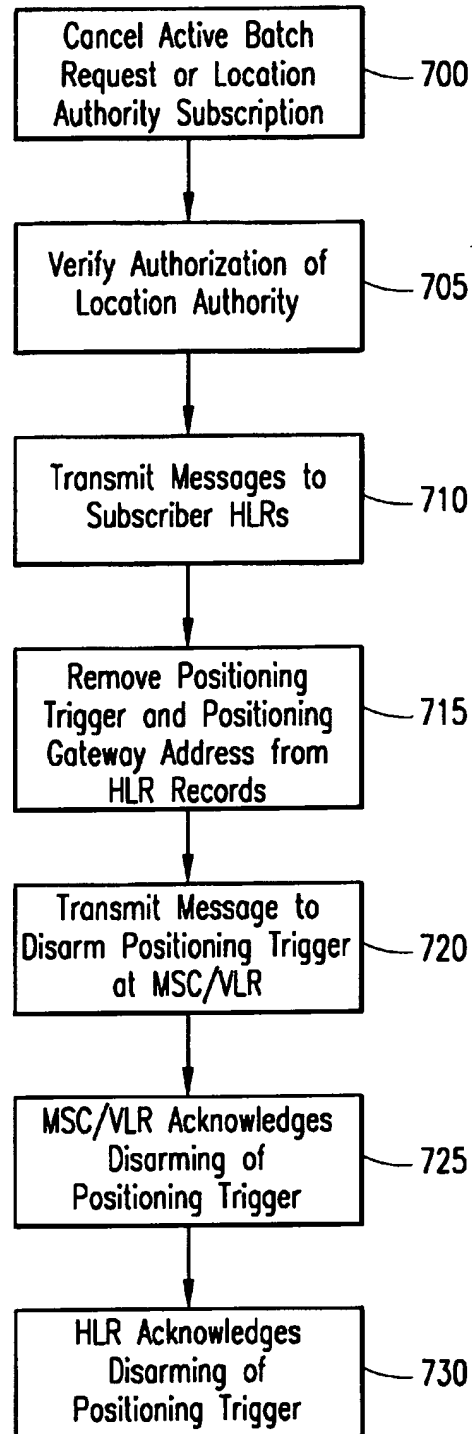 Cancel Active Batch
Request or Location
Authority Subscription
700
Verify Authorization of
Location Authority
705
Transmit Messages to
Subscriber HLRs
710
Remove Positioning
Trigger and Positioning
Gateway Address from
HLR Records
715
Transmit Message to
Disarm Positioning Trigger
at MSC/VLR
720
MSC/VLR Acknowledges
Disarming of
Positioning Trigger
725
HLR Acknowledges
Disarming of
Positioning Trigger
730